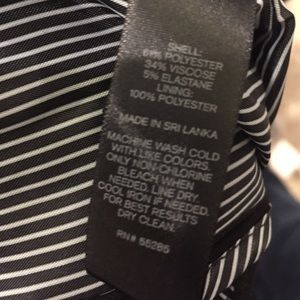 SHELL:
61% POLYESTER
34% VISCOSE
5% ELASTANE
LINING:
100% POLYESTER
MADE IN SRI LANKA
MACHINE WASH COLD
WITH LIKE COLORS.
ONLY NON-CHLORINE
BLEACH WHEN
NEEDED. LINE DRY.
COOL IRON IF NEEDED.
FOR BEST RESULTS
DRY CLEAN.
RN# 55285